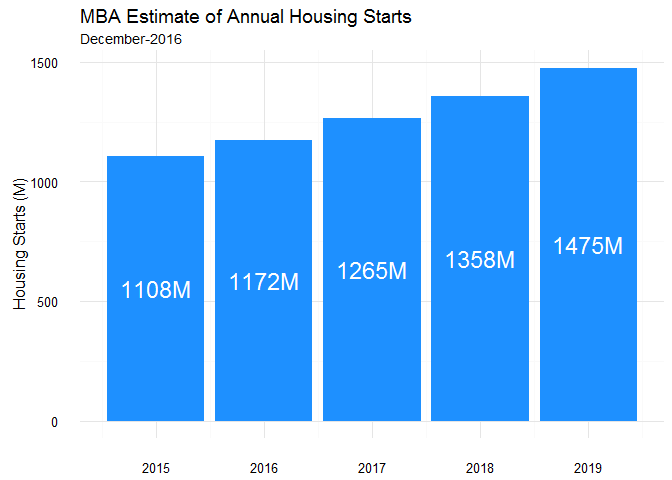 MBA Estimate of Annual Housing Starts
December-2016
Housing Starts (M)
1500
1000
500
0
1108M
1172M
1265M
1358M
1475M
2015
2016
2017
2018
2019